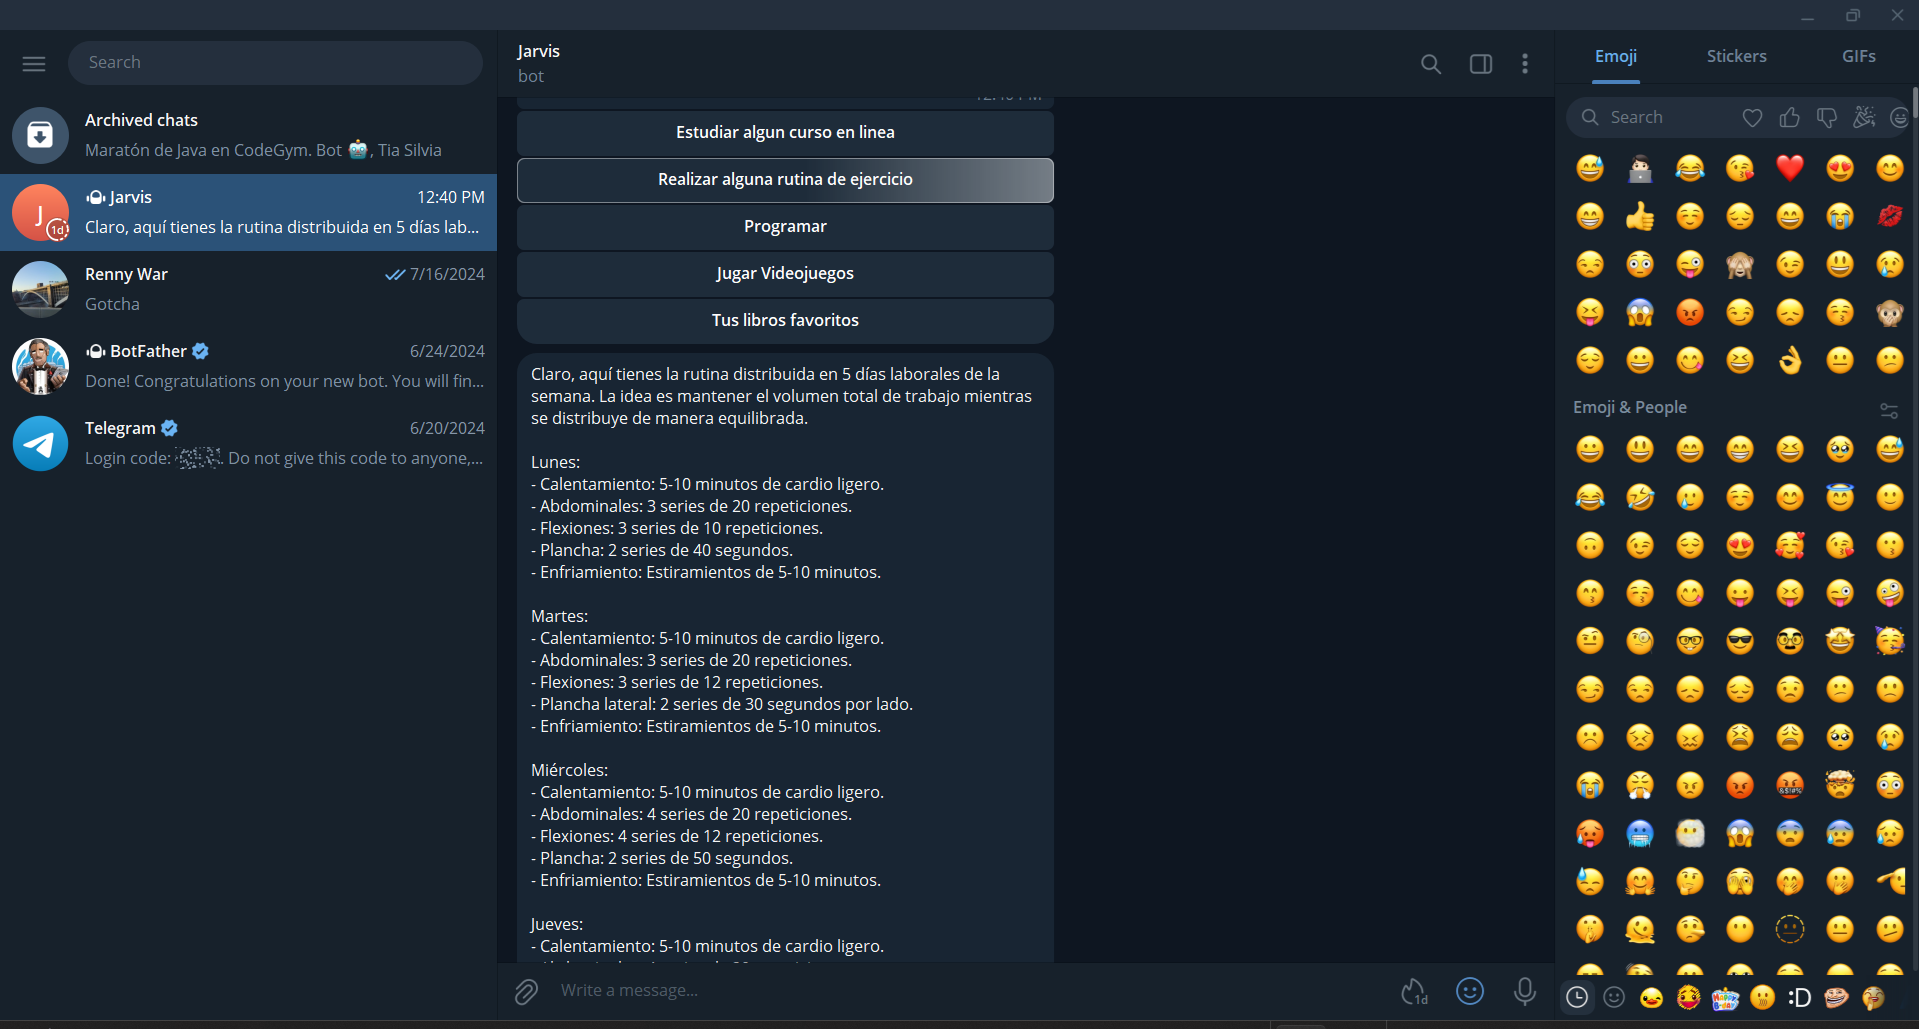 Search
Archived chats
Maratón de Java en CodeGym. Bot 🤖, Tia Silvia
J
1d
Jarvis
12:40 PM
Claro, aquí tienes la rutina distribuida en 5 días lab...
Renny War
7/16/2024
Gotcha
BotFather
6/24/2024
Done! Congratulations on your new bot. You will fin...
Telegram
6/20/2024
Login code: . Do not give this code to anyone,...
Jarvis
bot
Estudiar algun curso en linea
Realizar alguna rutina de ejercicio
Programar
Jugar Videojuegos
Tus libros favoritos
Claro, aquí tienes la rutina distribuida en 5 días laborales de la
semana. La idea es mantener el volumen total de trabajo mientras
se distribuye de manera equilibrada.
Lunes:
- Calentamiento: 5-10 minutos de cardio ligero.
- Abdominales: 3 series de 20 repeticiones.
- Flexiones: 3 series de 10 repeticiones.
- Plancha: 2 series de 40 segundos.
- Enfriamiento: Estiramientos de 5-10 minutos.
Martes:
- Calentamiento: 5-10 minutos de cardio ligero.
- Abdominales: 3 series de 20 repeticiones.
- Flexiones: 3 series de 12 repeticiones.
- Plancha lateral: 2 series de 30 segundos por lado.
- Enfriamiento: Estiramientos de 5-10 minutos.
Miércoles:
- Calentamiento: 5-10 minutos de cardio ligero.
- Abdominales: 4 series de 20 repeticiones.
- Flexiones: 4 series de 12 repeticiones.
- Plancha: 2 series de 50 segundos.
- Enfriamiento: Estiramientos de 5-10 minutos.
Jueves:
- Calentamiento: 5-10 minutos de cardio ligero.
Write a message...
1d
Emoji
Stickers
GIFs
Search
Emoji & People
:D